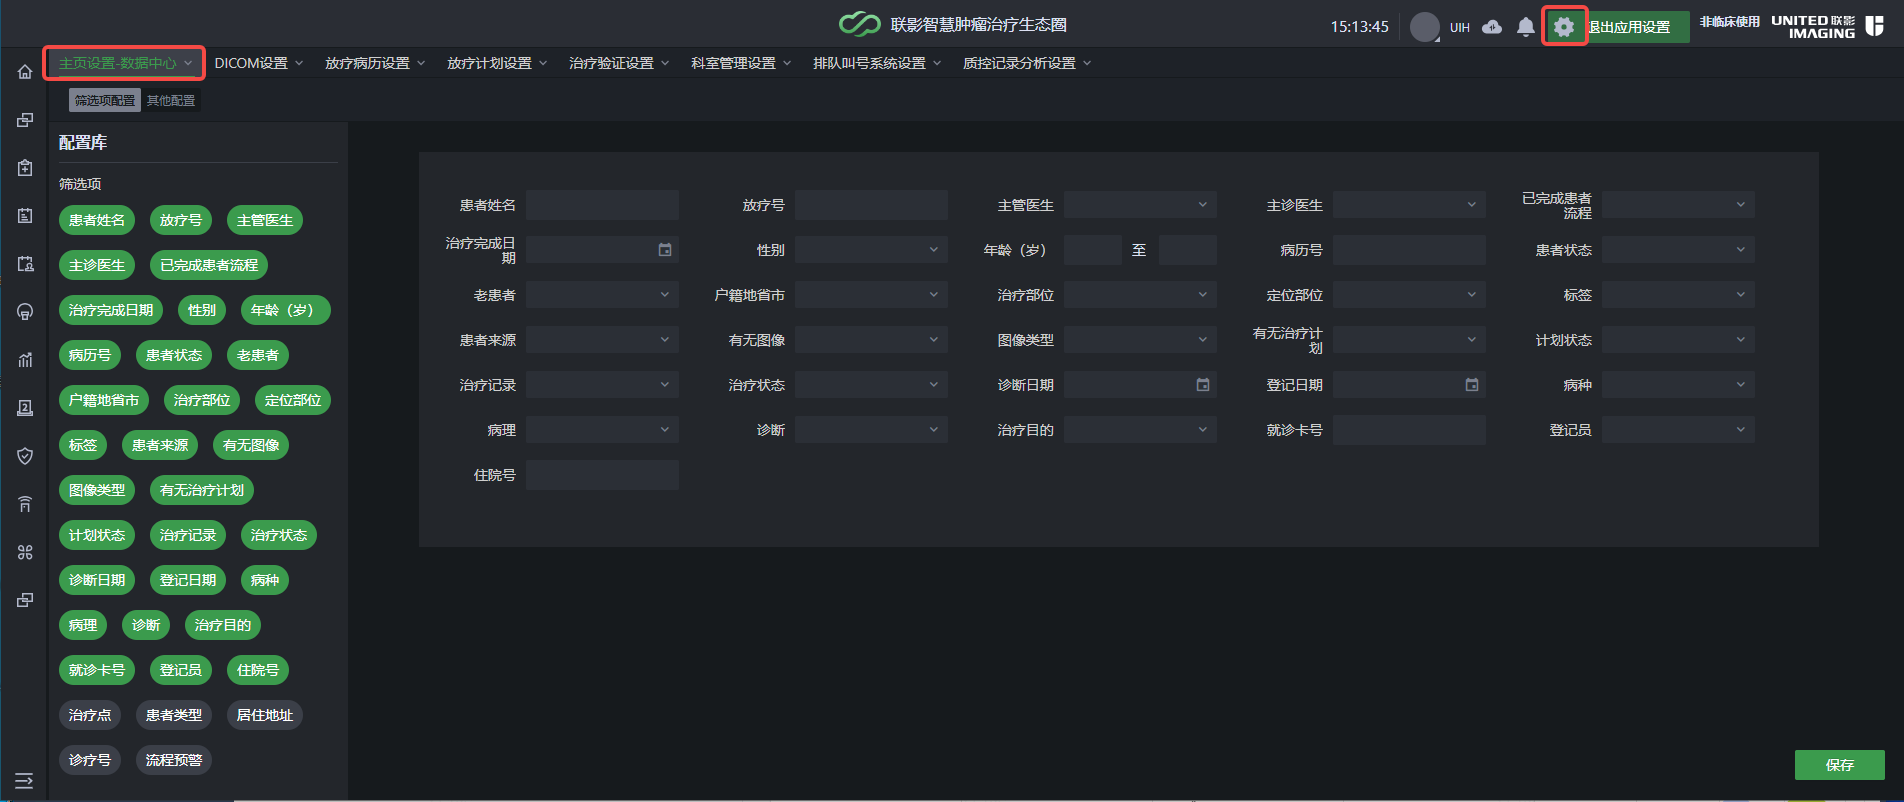 联影智慧肿瘤治疗生态圈
15:13:45 UIH 退出应用设置 非临床使用 UNITED 联影
IMAGING
主页设置-数据中心 DICOM设置 放疗病历设置 放疗计划设置 治疗验证设置 科室管理设置 排队叫号系统设置 质控记录分析设置
筛选项配置 其他配置
配置库
筛选项
患者姓名 放疗号 主管医生
主诊医生 已完成患者流程
治疗完成日期 性别 年龄（岁）
病历号 患者状态 老患者
户籍地省市 治疗部位 定位部位
标签 患者来源 有无图像
图像类型 有无治疗计划
计划状态 治疗记录 治疗状态
诊断日期 登记日期 病种
病理 诊断 治疗目的
就诊卡号 登记员 住院号
治疗点 患者类型 居住地址
诊疗号 流程预警
患者姓名 放疗号 主管医生 主诊医生 已完成患者
流程
治疗完成日
期 性别 年龄（岁） 至 病历号 患者状态
老患者 户籍地省市 治疗部位 定位部位 标签
患者来源 有无图像 图像类型 有无治疗计
划 计划状态
治疗记录 治疗状态 诊断日期 登记日期 病种
病理 诊断 治疗目的 就诊卡号 登记员
住院号
保存